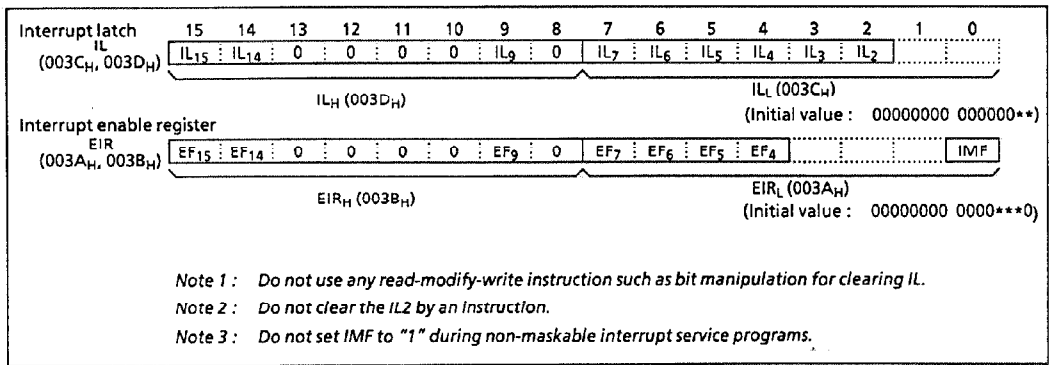 Interrupt latch 15 14 13 12 11 10 9 8 7 6 5 4 3 2 1 0
IL
(003CH, 003DH) IL15 IL14 0 0 0 0 IL9 0 IL7 IL6 IL5 IL4 IL3 IL2
ILH (003DH) ILL (003CH)
(Initial value : 00000000 000000**)
Interrupt enable register
EIR
(003AH, 003BH) EF15 EF14 0 0 0 0 EF9 0 EF7 EF6 EF5 EF4 IMF
EIRH (003BH) EIRL (003AH)
(Initial value : 00000000 0000***0)
Note 1 : Do not use any read-modify-write instruction such as bit manipulation for clearing IL.
Note 2 : Do not clear the IL2 by an instruction.
Note 3 : Do not set IMF to "1" during non-maskable interrupt service programs.